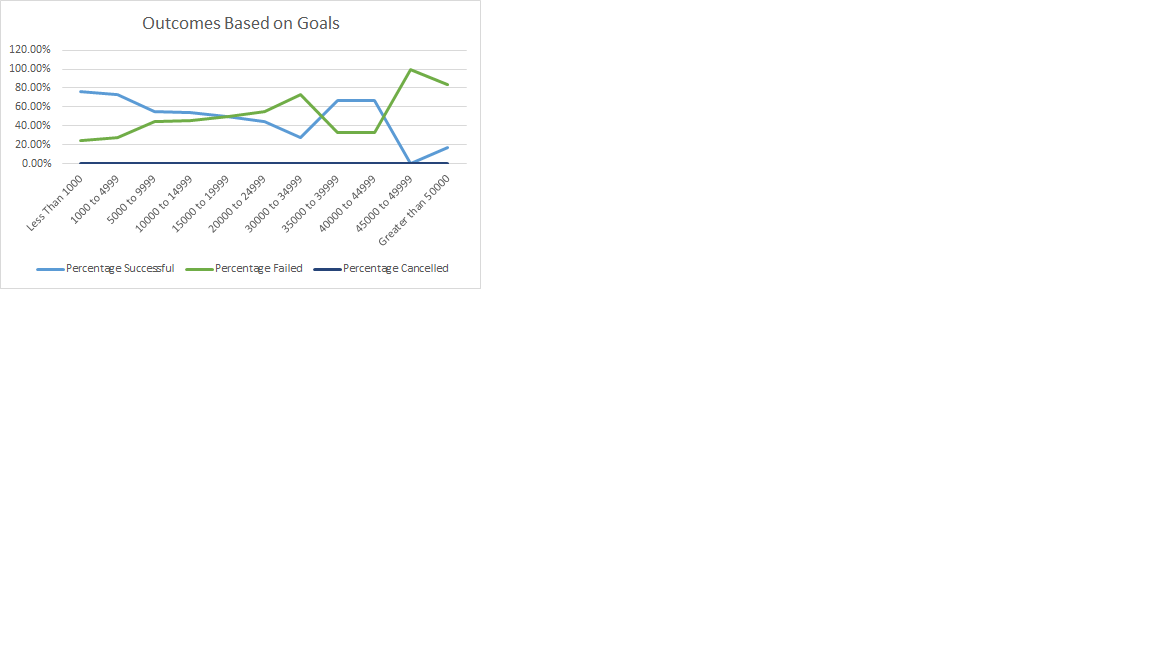 Outcomes Based on Goals
120.00%
100.00%
80.00%
60.00%
40.00%
20.00%
0.00%
Less Than 1000
1000 to 4999
5000 to 9999
10000 to 14999
15000 to 19999
20000 to 24999
30000 to 34999
35000 to 39999
40000 to 44999
45000 to 49999
Greater than 50000
Percentage Successful Percentage Failed Percentage Cancelled